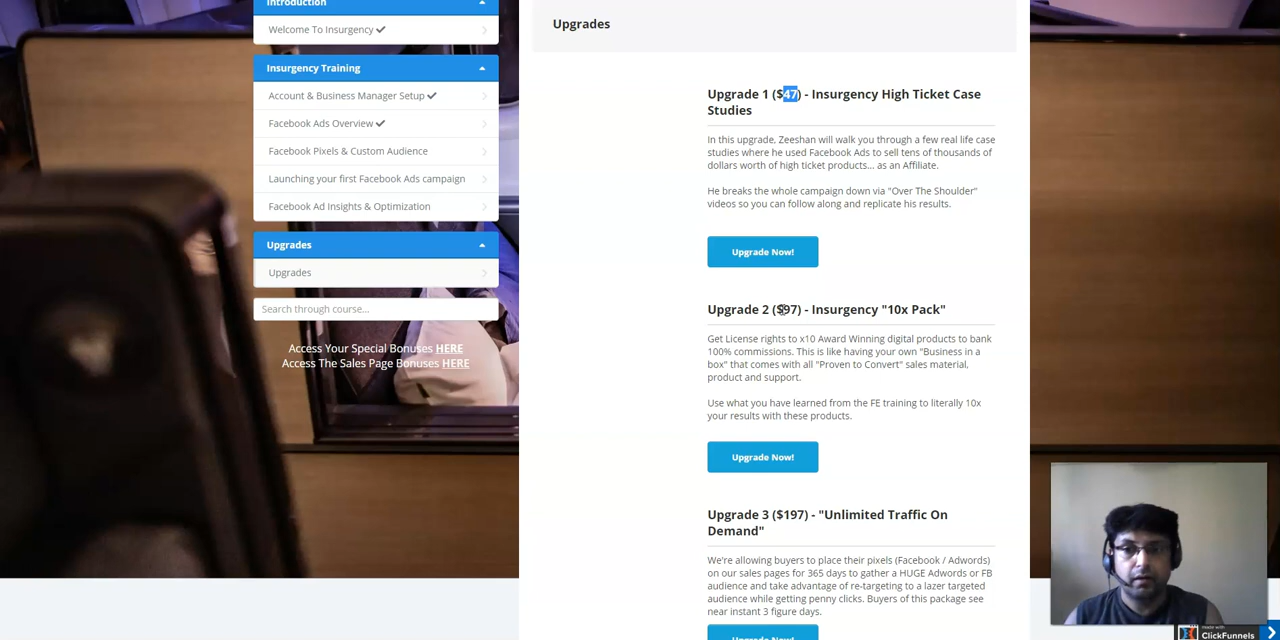 Introduction
Welcome To Insurgency
Insurgency Training
Account & Business Manager Setup
Facebook Ads Overview
Facebook Pixels & Custom Audience
Launching your first Facebook Ads campaign
Facebook Ad Insights & Optimization
Upgrades
Upgrades
Search through course...
Access Your Special Bonuses HERE
Access The Sales Page Bonuses HERE
Upgrades
Upgrade 1 ($47) - Insurgency High Ticket Case
Studies
In this upgrade, Zeeshan will walk you through a few real life case
studies where he used Facebook Ads to sell tens of thousands of
dollars worth of high ticket products... as an Affiliate.
He breaks the whole campaign down via "Over The Shoulder"
videos so you can follow along and replicate his results.
Upgrade Now!
Upgrade 2 ($97) - Insurgency "10x Pack"
Get License rights to x10 Award Winning digital products to bank
100% commissions. This is like having your own "Business in a
box" that comes with all "Proven to Convert" sales material,
product and support.
Use what you have learned from the FE training to literally 10x
your results with these products.
Upgrade Now!
Upgrade 3 ($197) - "Unlimited Traffic On
Demand"
We're allowing buyers to place their pixels (Facebook / Adwords)
on our sales pages for 365 days to gather a HUGE Adwords or FB
audience and take advantage of re-targeting to a lazer targeted
audience while getting penny clicks. Buyers of this package see
near instant 3 figure days.
Upgrade Now!
made with
ClickFunnels